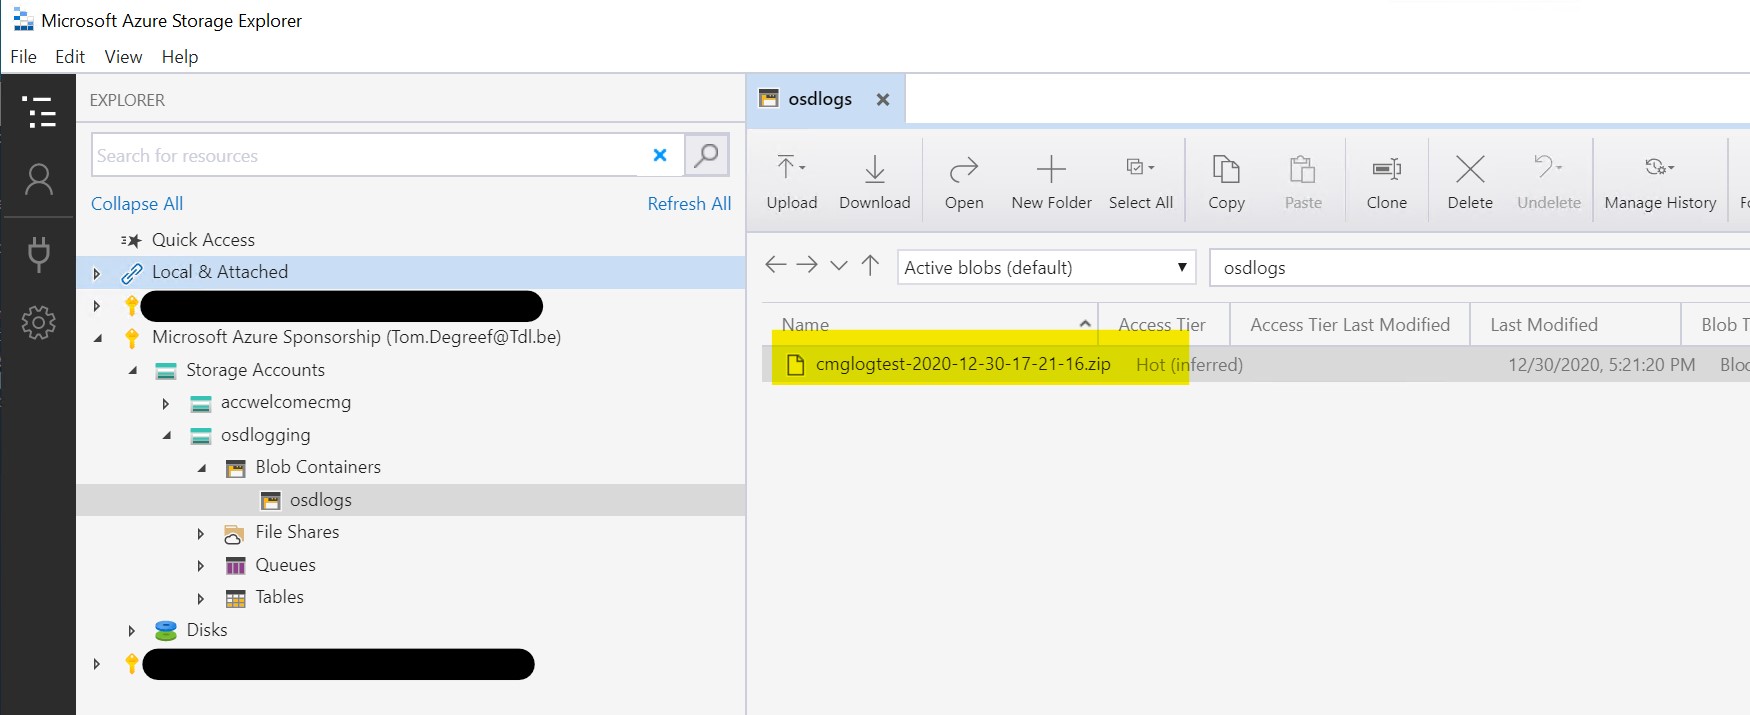 Microsoft Azure Storage Explorer
File Edit View Help
EXPLORER
Search for resources
Collapse All Refresh All
Quick Access
Local & Attached
Microsoft Azure Sponsorship (Tom.Degreef@Tdl.be)
Storage Accounts
accwelcomecmg
osdlogging
Blob Containers
osdlogs
File Shares
Queues
Tables
Disks
osdlogs
Upload Download Open New Folder Select All Copy Paste Clone Delete Undelete Manage History
Active blobs (default) osdlogs
Name Access Tier Access Tier Last Modified Last Modified Blob T
cmglogtest-2020-12-30-17-21-16.zip Hot (inferred) 12/30/2020, 5:21:20 PM Bloc